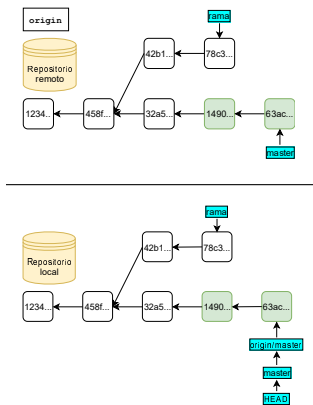 origin
rama
Repositorio
remoto
42b1...
78c3...
1234..
458f...
32a5...
1490...
63ac...
master
rama
Repositorio
local
42b1...
78c3...
1234...
458f...
32a5...
1490...
63ac...
origin/master
master
HEAD